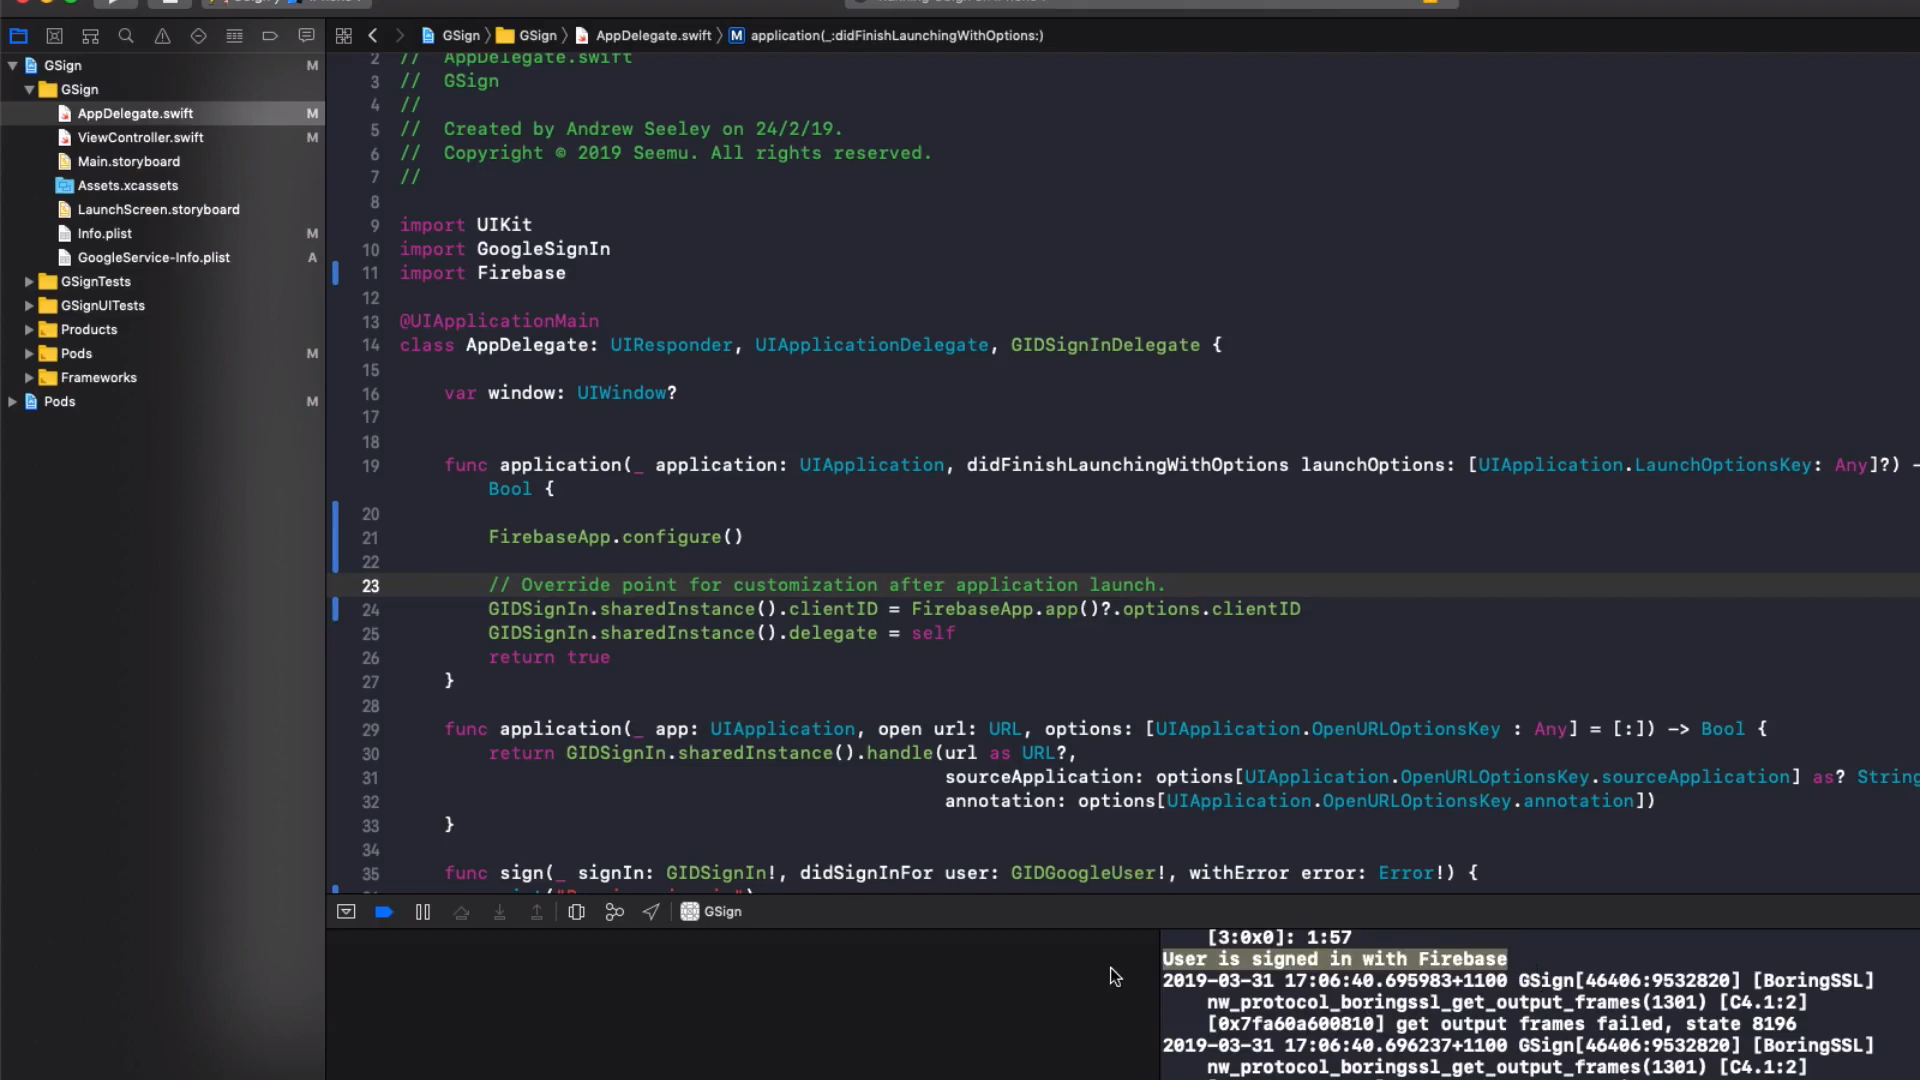 GSign 〉 GSign 〉 AppDelegate.swift 〉 M application(_:didFinishLaunchingWithOptions:)
GSign M
GSign
AppDelegate.swift M
ViewController.swift M
Main.storyboard
Assets.xcassets
LaunchScreen.storyboard
Info.plist M
GoogleService-Info.plist A
GSignTests
GSignUITests
Products
Pods M
Frameworks
Pods M
2 // AppDelegate.swift
3 // GSign
4 //
5 // Created by Andrew Seeley on 24/2/19.
6 // Copyright © 2019 Seemu. All rights reserved.
7 //
8
9 import UIKit
10 import GoogleSignIn
11 import Firebase
12
13 @UIApplicationMain
14 class AppDelegate: UIResponder, UIApplicationDelegate, GIDSignInDelegate {
15
16 var window: UIWindow?
17
18
19 func application(_ application: UIApplication, didFinishLaunchingWithOptions launchOptions: [UIApplication.LaunchOptionsKey: Any]?) -
Bool {
20
21 FirebaseApp.configure()
22
23 // Override point for customization after application launch.
24 GIDSignIn.sharedInstance().clientID = FirebaseApp.app()?.options.clientID
25 GIDSignIn.sharedInstance().delegate = self
26 return true
27 }
28
29 func application(_ app: UIApplication, open url: URL, options: [UIApplication.OpenURLOptionsKey : Any] = [:]) -> Bool {
30 return GIDSignIn.sharedInstance().handle(url as URL?,
31 sourceApplication: options[UIApplication.OpenURLOptionsKey.sourceApplication] as? String
32 annotation: options[UIApplication.OpenURLOptionsKey.annotation])
33 }
34
35 func sign(_ signIn: GIDSignIn!, didSignInFor user: GIDGoogleUser!, withError error: Error!) {
GSign
[3:0x0]: 1:57
User is signed in with Firebase
2019-03-31 17:06:40.695983+1100 GSign[46406:9532820] [BoringSSL]
nw_protocol_boringssl_get_output_frames(1301) [C4.1:2]
[0x7fa60a600810] get output frames failed, state 8196
2019-03-31 17:06:40.696237+1100 GSign[46406:9532820] [BoringSSL]
nw_protocol_boringssl_get_output_frames(1301) [C4.1:2]